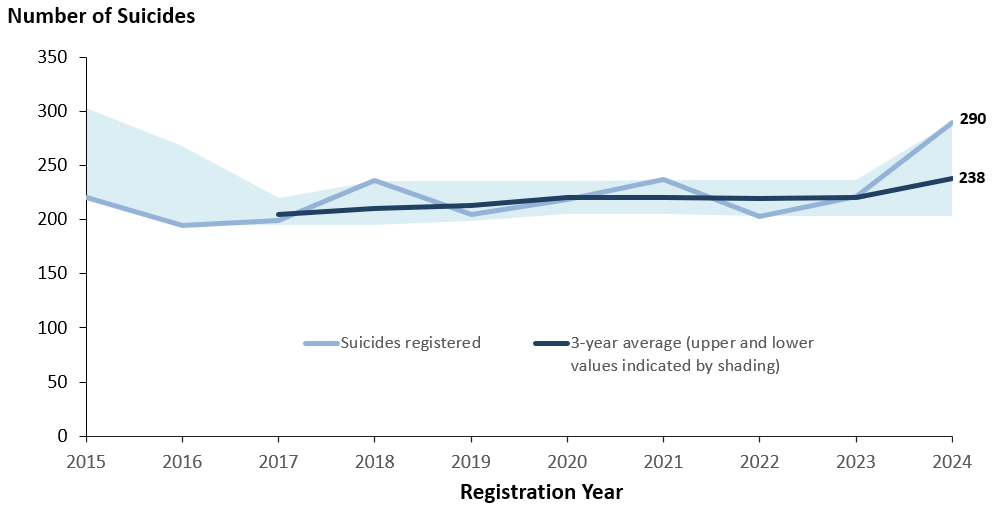 Number of Suicides
350
300
250
200
150
100
50
0
290
238
Suicides registered
3-year average (upper and lower
values indicated by shading)
2015 2016 2017 2018 2019 2020 2021 2022 2023 2024
Registration Year